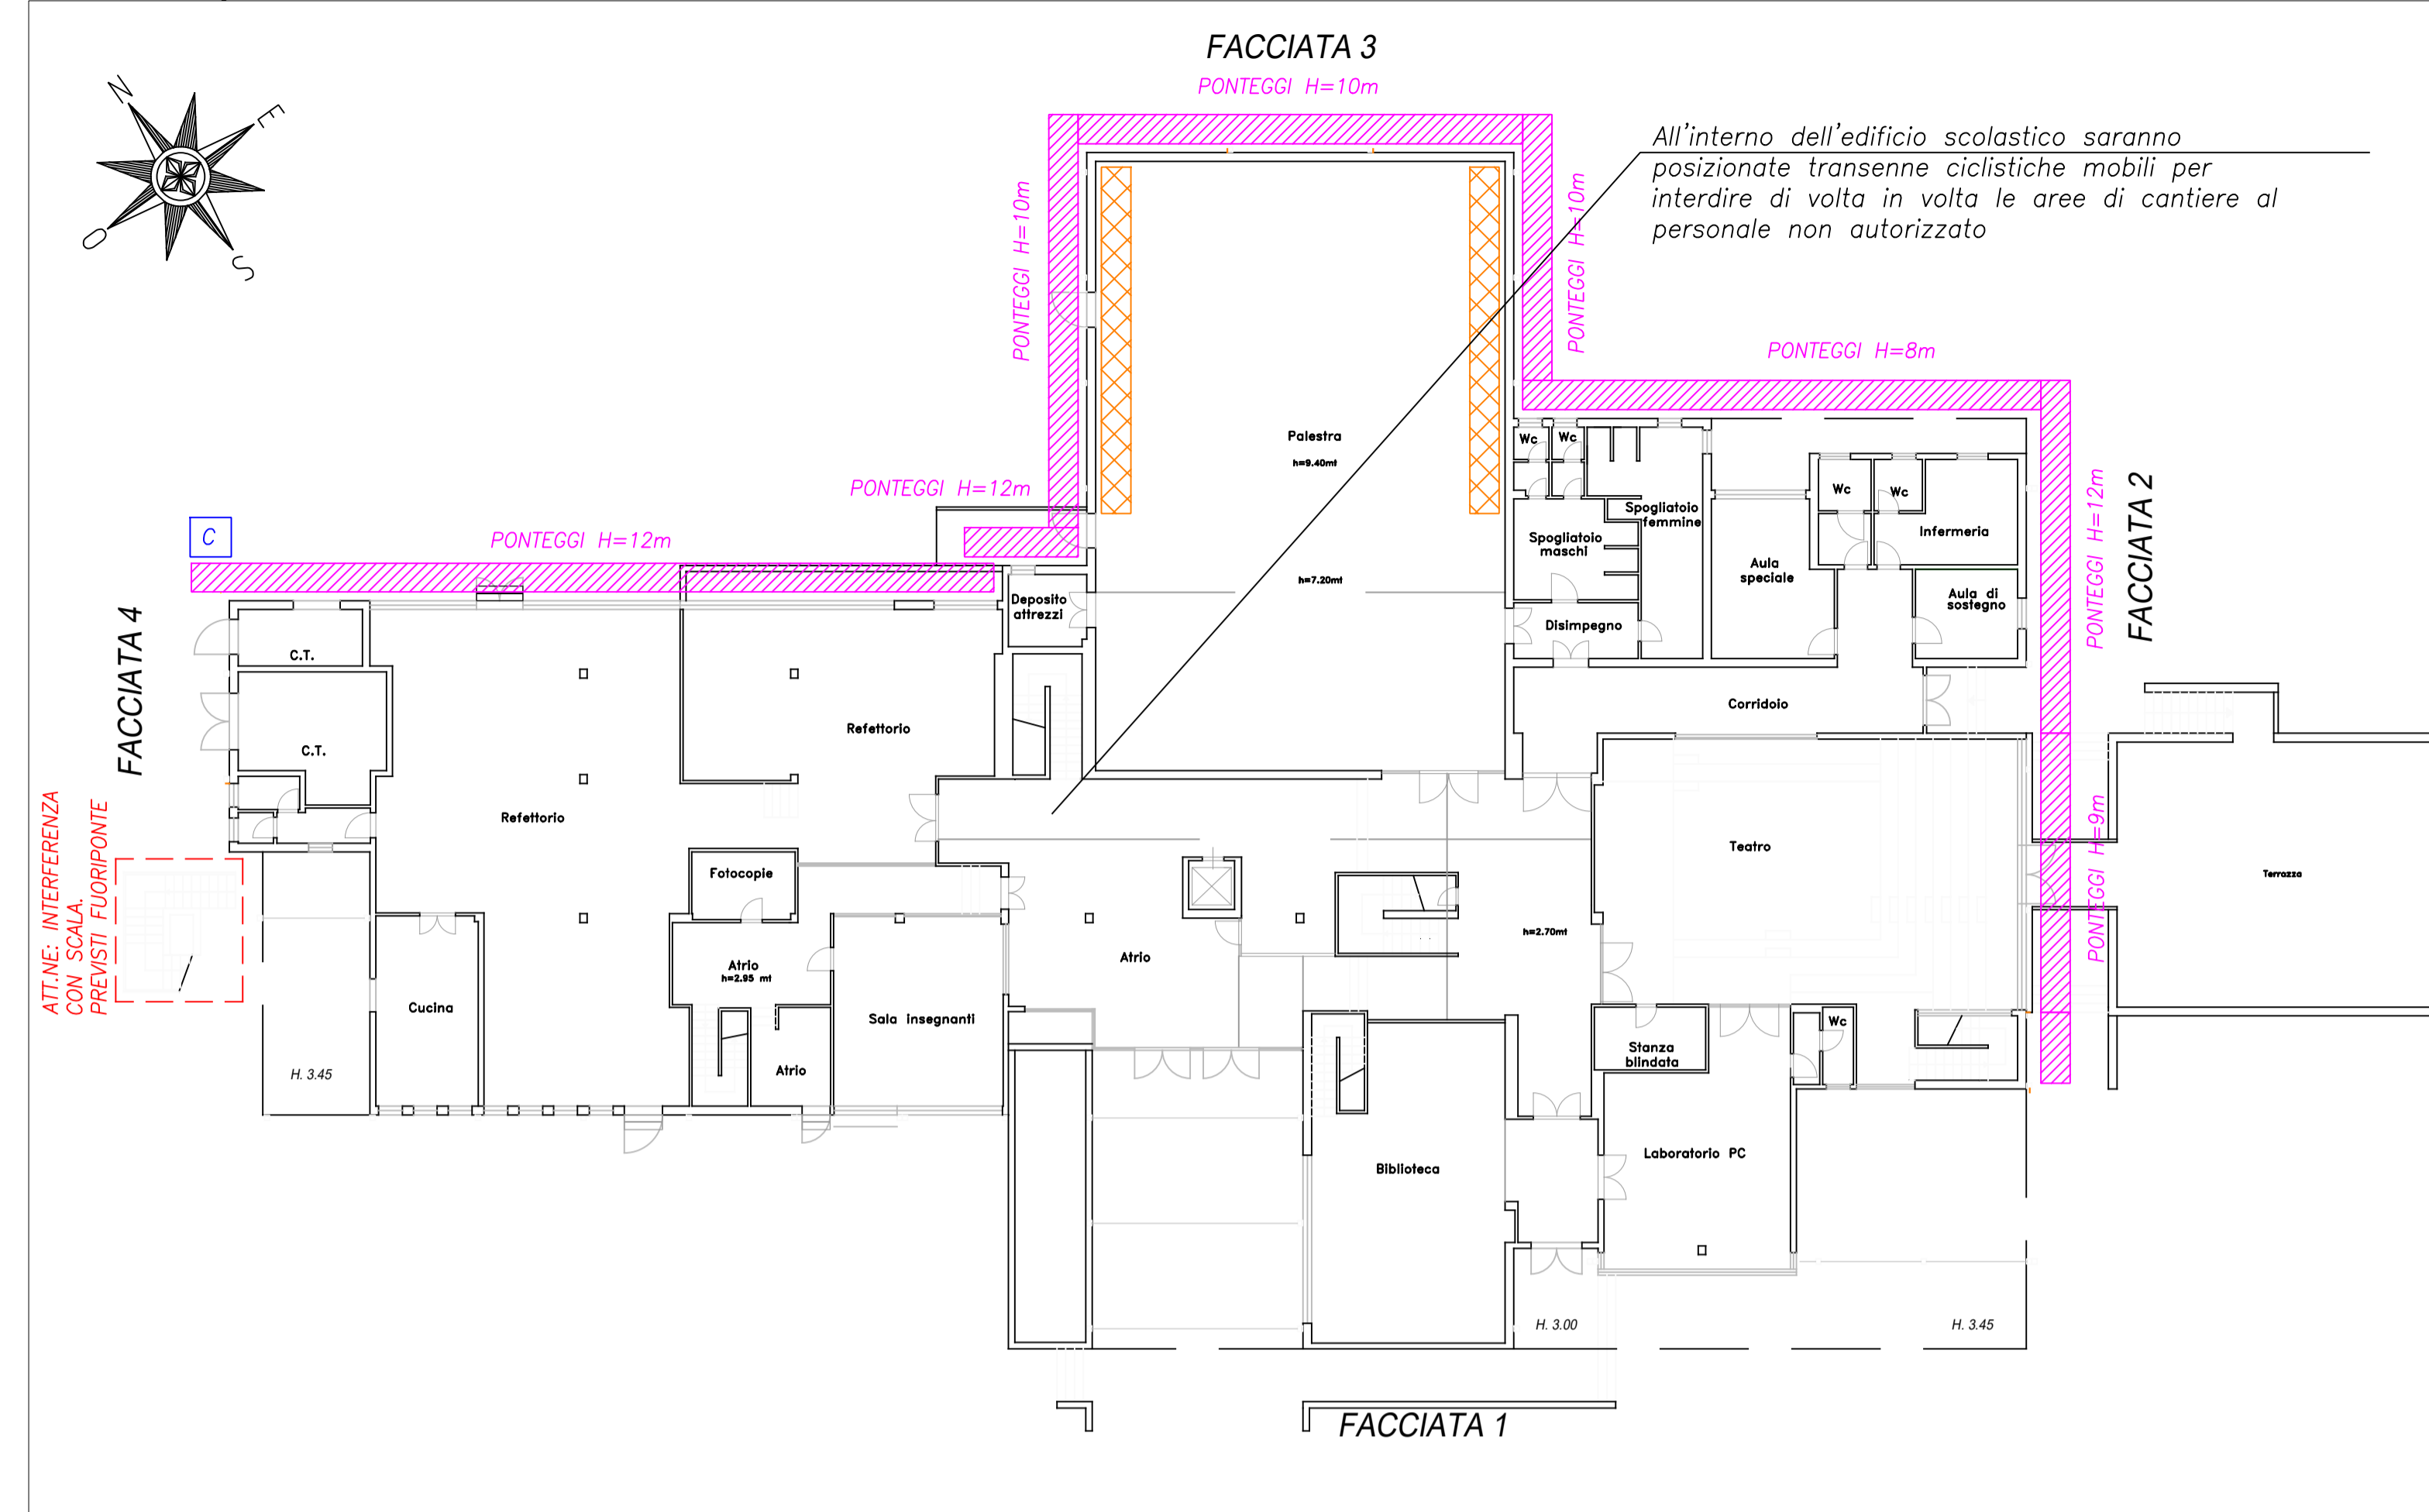 FACCIATA 3
PONTEGGI H=10m
N
E
O
S
All'interno dell'edificio scolastico saranno
posizionate transenne ciclistiche mobili per
interdire di volta in volta le aree di cantiere al
personale non autorizzato
PONTEGGI H=10m
PONTEGGI H=10m
PONTEGGI H=8m
PONTEGGI H=12m
PONTEGGI H=12m
C
Palestra
h=9.40mt
h=7.20mt
Wc
Wc
Spogliatoio
femmine
Spogliatoio
maschi
Disimpegno
Aula
speciale
Wc
Wc
Infermeria
Aula di
sostegno
PONTEGGI H=12m
FACCIATA 2
Deposito
attrezzi
FACCIATA 4
C.T.
C.T.
Refettorio
Refettorio
Corridoio
Teatro
PONTEGGI H=9m
Terrazza
ATT.NE: INTERFERENZA
CON SCALA.
PREVISTI FUORIPONTE
Fotocopie
Atrio
h=2.95 mt
Atrio
h=2.70mt
Cucina
Sala insegnanti
Atrio
H. 3.45
Stanza
blindata
Wc
Biblioteca
Laboratorio PC
H. 3.00
H. 3.45
FACCIATA 1